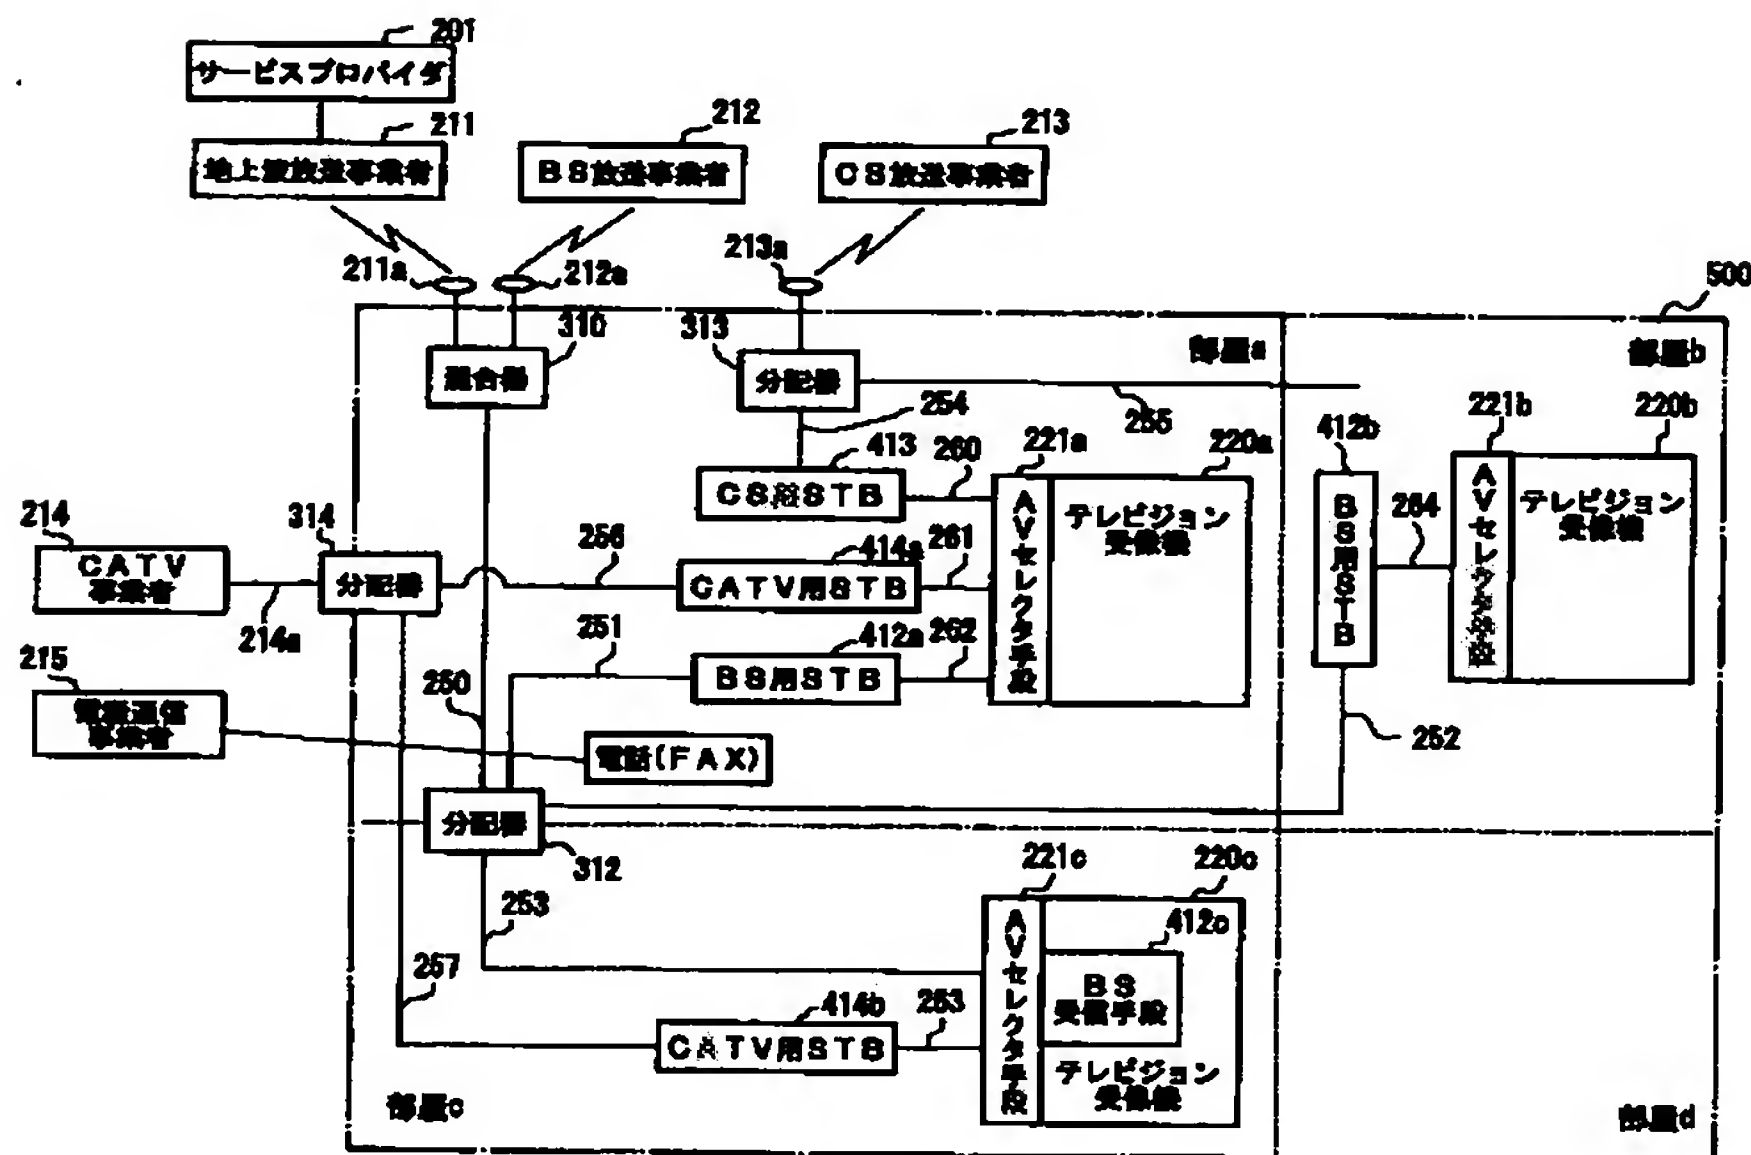 201
サービスプロバイダ
211
地上波放送事業者
212
BS放送事業者
213
CS放送事業者
211a
212a
213a
500
310
混合器
313
分配器
部屋a
部屋b
254
255
413
CS用STB
260
221a
AVセレクタ手段
220a
テレビジョン
受像機
412b
BS用STB
264
221b
AVセレクタ手段
220b
テレビジョン
受像機
214
CATV
事業者
214a
314
分配器
256
414a
CATV用STB
261
251
412a
BS用STB
262
250
252
215
電気通信
事業者
電話(FAX)
分配器
312
253
257
221c
AVセレクタ手段
220c
412c
BS
受信手段
テレビジョン
受像機
414b
CATV用STB
263
部屋c
部屋d